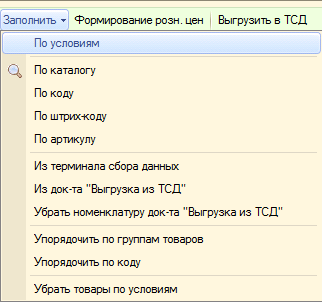 Заполнить Формирование розн. цен Выгрузить в ТСД
По условиям
По каталогу
По коду
По штрих-коду
По артикулу
Из терминала сбора данных
Из док-та "Выгрузка из ТСД"
Убрать номенклатуру док-та "Выгрузка из ТСД"
Упорядочить по группам товаров
Упорядочить по коду
Убрать товары по условиям